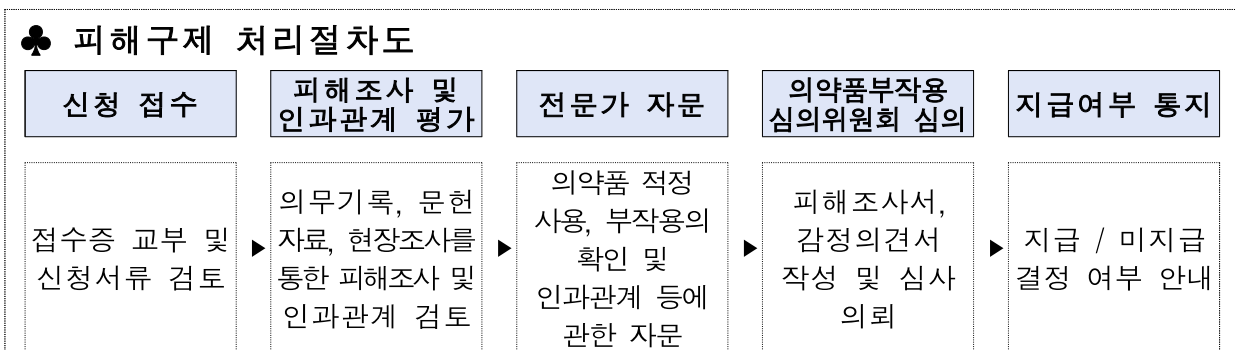 ♣ 피해구제 처리절차도
신청 접수
피해조사 및
인과관계 평가
전문가 자문
의약품부작용
심의위원회 심의
지급여부 통지
접수증 교부 및
신청서류 검토
▶
의무기록, 문헌
자료, 현장조사를
통한 피해조사 및
인과관계 검토
▶
의약품 적정
사용, 부작용의
확인 및
인과관계 등에
관한 자문
▶
피해조사서,
감정의견서
작성 및 심사
의뢰
▶
지급 / 미지급
결정 여부 안내